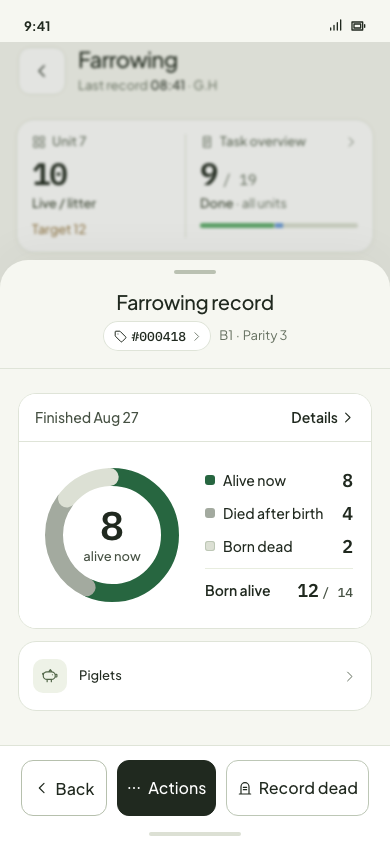 9:41
Farrowing
Last record 08:41 · G.H
Unit 7
Task overview
10
9 / 19
Live / litter
Done · all units
Target 12
Farrowing record
#000418
B1 · Parity 3
Finished Aug 27
Details
8
alive now
Alive now 8
Died after birth 4
Born dead 2
Born alive 12 / 14
Piglets
Back
Actions
Record dead